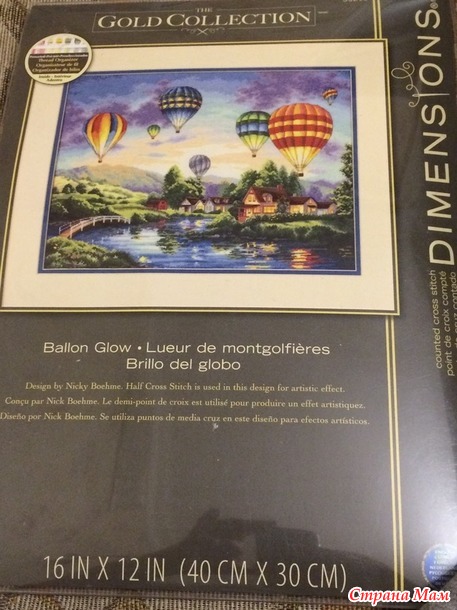 THE
GOLD COLLECTION
Thread Organizer
DIMENSIONS
counted cross stitch
point de croix compté
Ballon Glow • Lueur de montgolfières
Brillo del globo
Design by Nicky Boehme. Half Cross Stitch is used in this design for artistic effect.
Conçu par Nick Boehme. Le demi-point de croix est utilisé pour produire un effet artistiquez.
Diseño por Nick Boehme. Se utiliza puntos de media cruz en este diseño para efectos artísticos.
16 IN X 12 IN (40 CM X 30 CM)
Страна Мам